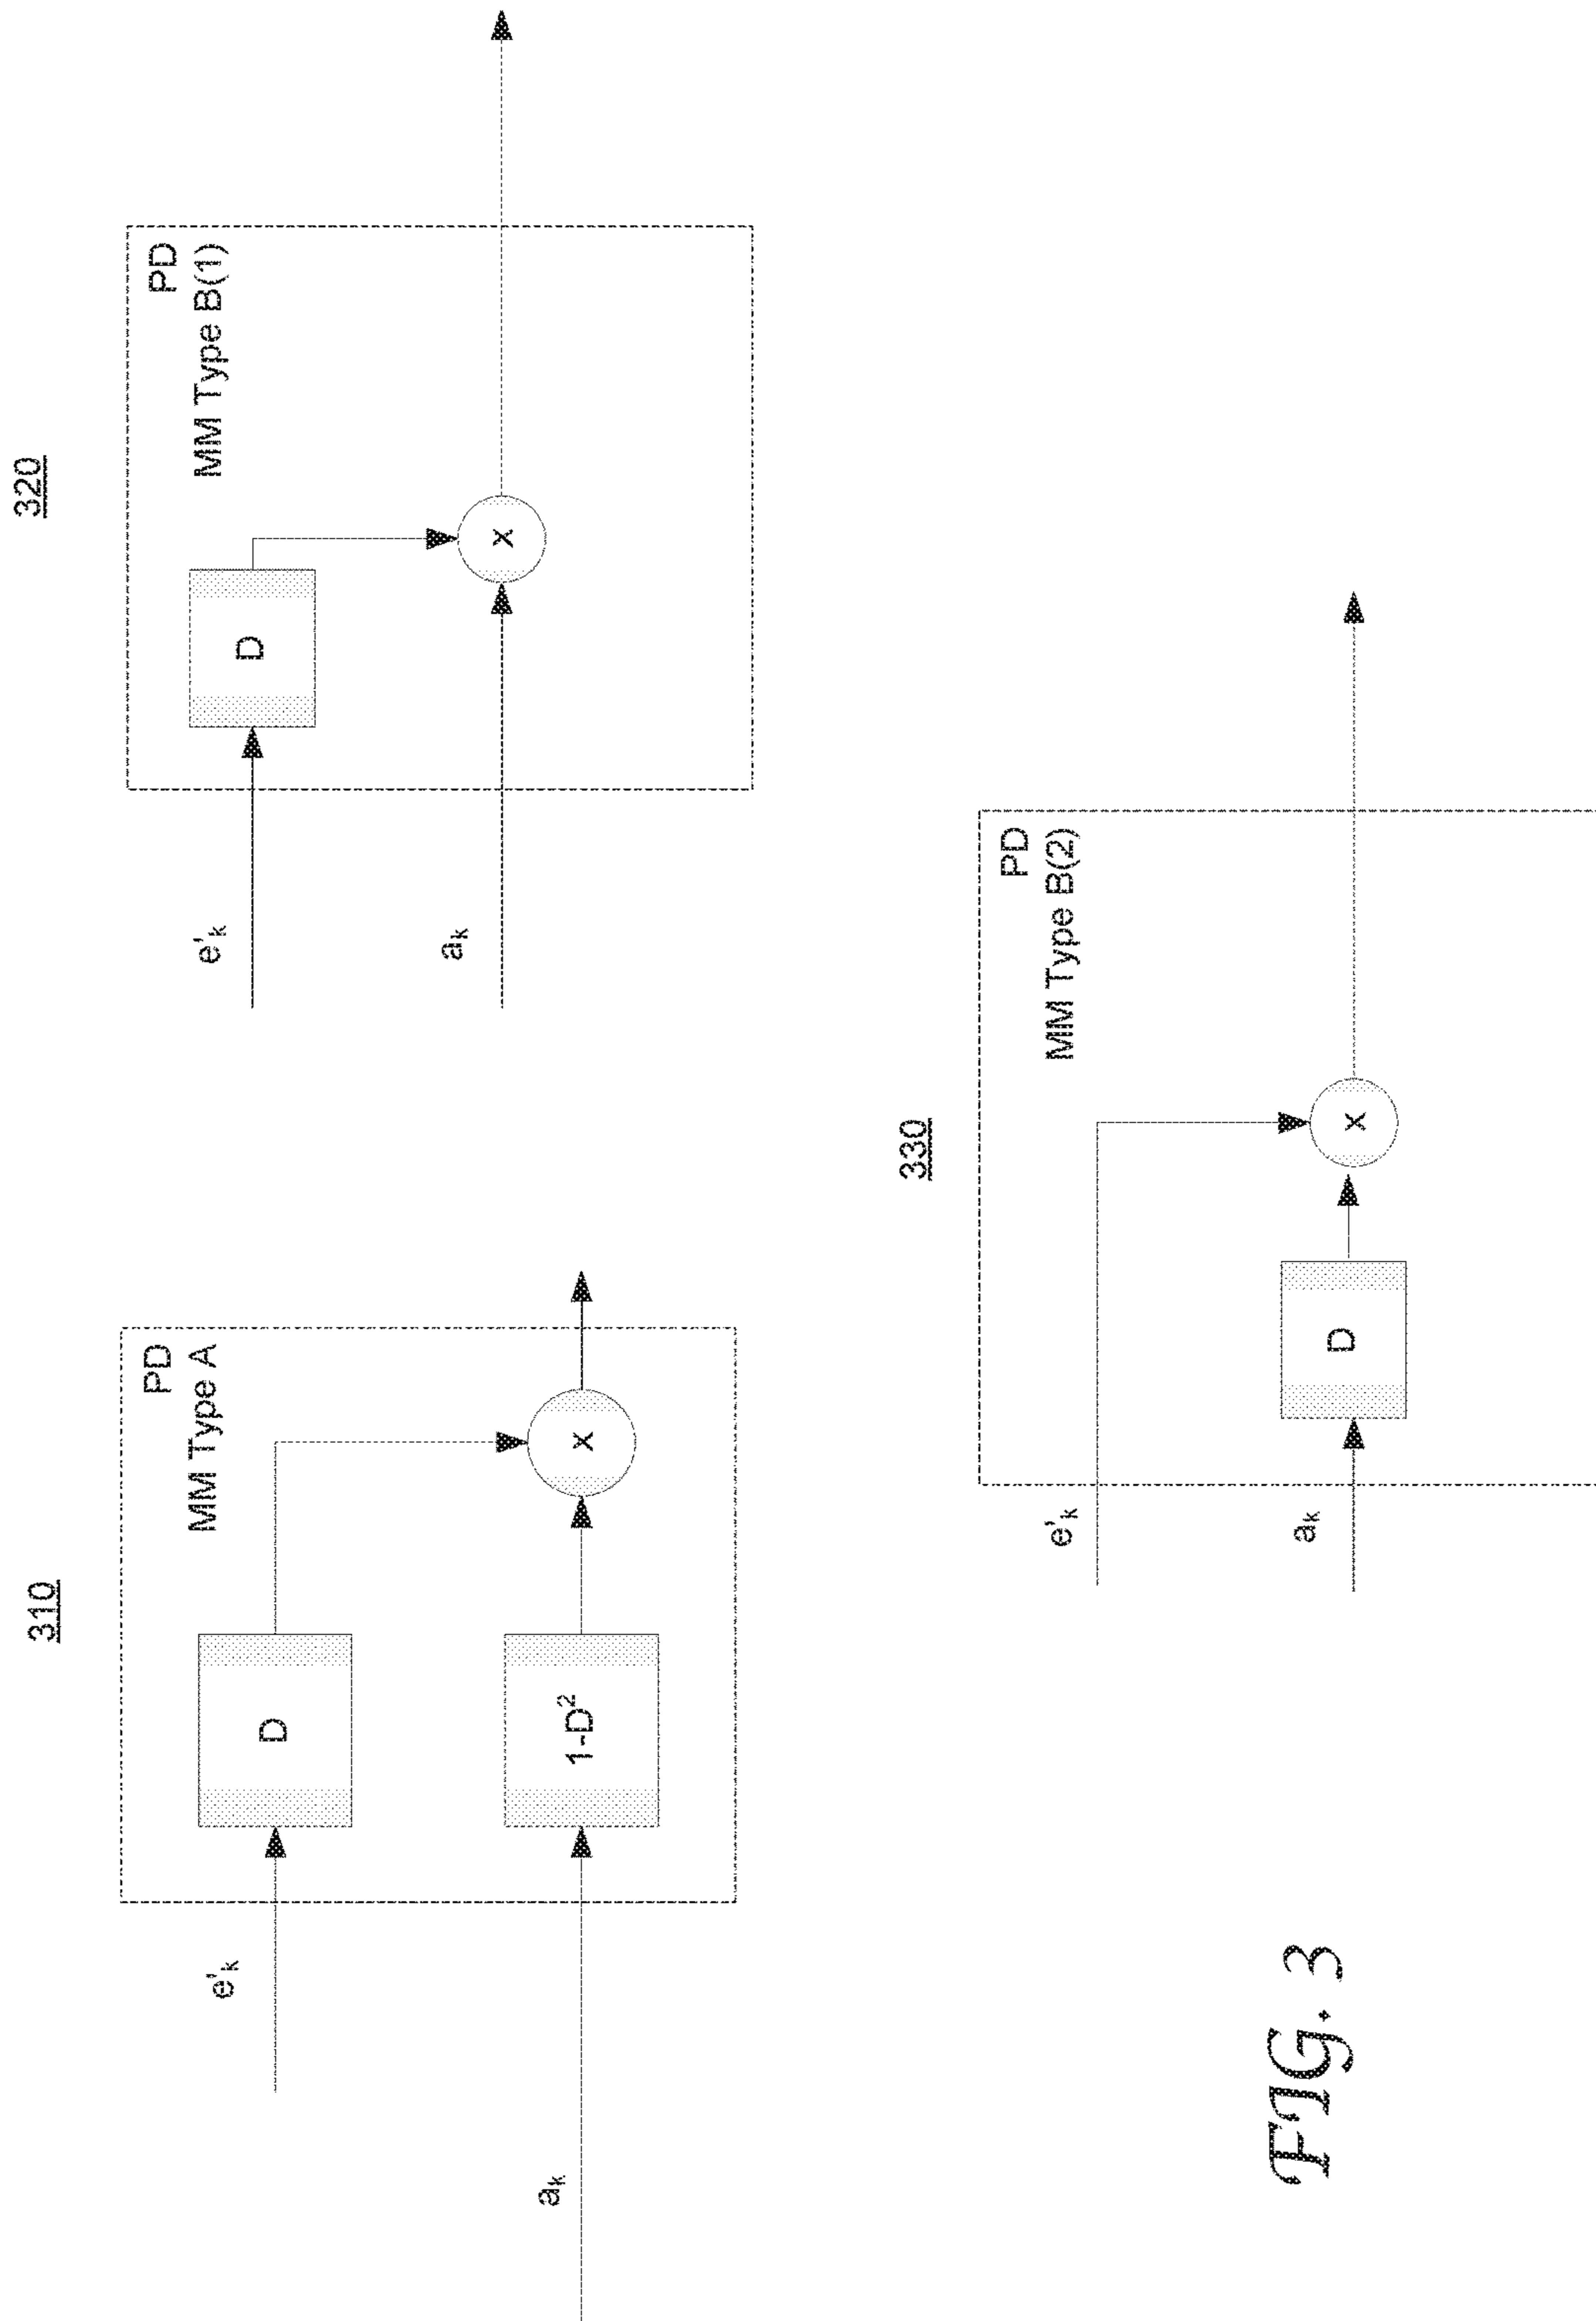 310
PD
MM Type A
e'k
D
ak
1-D²
X
320
PD
MM Type B(1)
e'k
D
ak
X
330
PD
MM Type B(2)
e'k
ak
D
X
FIG. 3